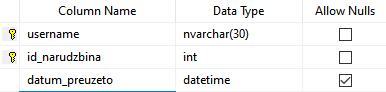 Column Name Data Type Allow Nulls
username nvarchar(30)
id_narudzbina int
datum_preuzeto datetime